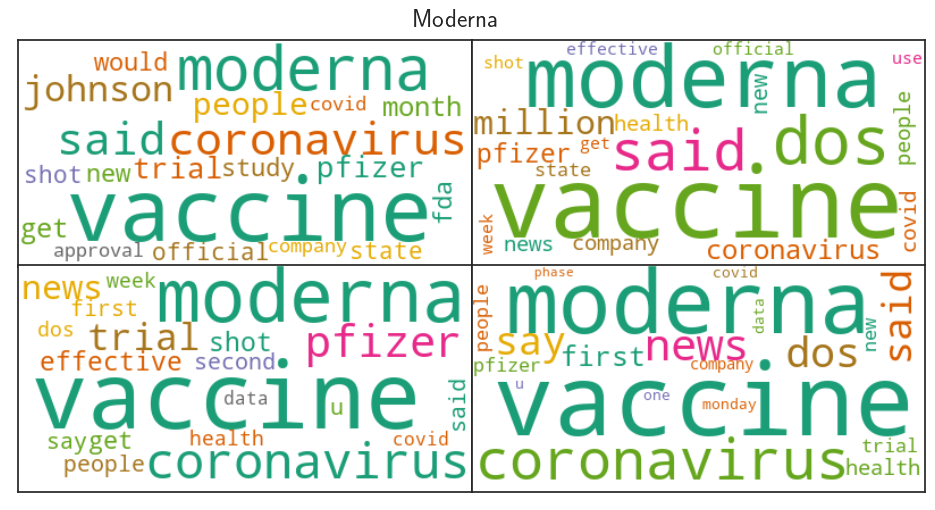 Moderna
would moderna
johnson people covid month
said coronavirus
shot new trial study pfizer
get vaccine fda
approval official company state
effective official
shot moderna new use
million health people
pfizer get said dos
state
vaccine
week news company coronavirus covid
news week moderna
first
dos trial shot pfizer
effective second
vaccine data u said
say get health covid
people coronavirus
phase covid
people moderna data new said
say first news dos
pfizer company
u vaccine one monday
coronavirus trial
health